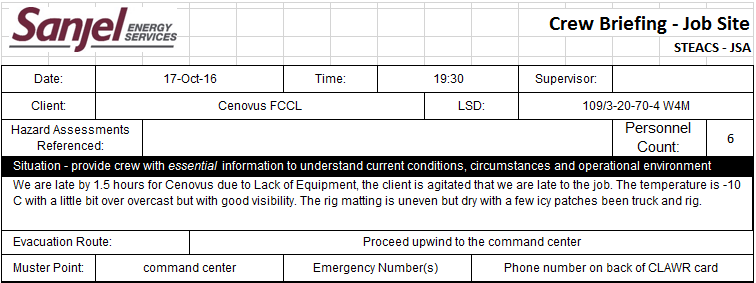 Sanjel ENERGY SERVICES
Crew Briefing - Job Site
STEACS - JSA
Date: 17-Oct-16 Time: 19:30 Supervisor:
Client: Cenovus FCCL LSD: 109/3-20-70-4 W4M
Hazard Assessments Referenced: Personnel Count: 6
Situation - provide crew with essential information to understand current conditions, circumstances and operational environment
We are late by 1.5 hours for Cenovus due to Lack of Equipment, the client is agitated that we are late to the job. The temperature is -10
C with a little bit over overcast but with good visibility. The rig matting is uneven but dry with a few icy patches been truck and rig.
Evacuation Route: Proceed upwind to the command center
Muster Point: command center Emergency Number(s) Phone number on back of CLAWR card